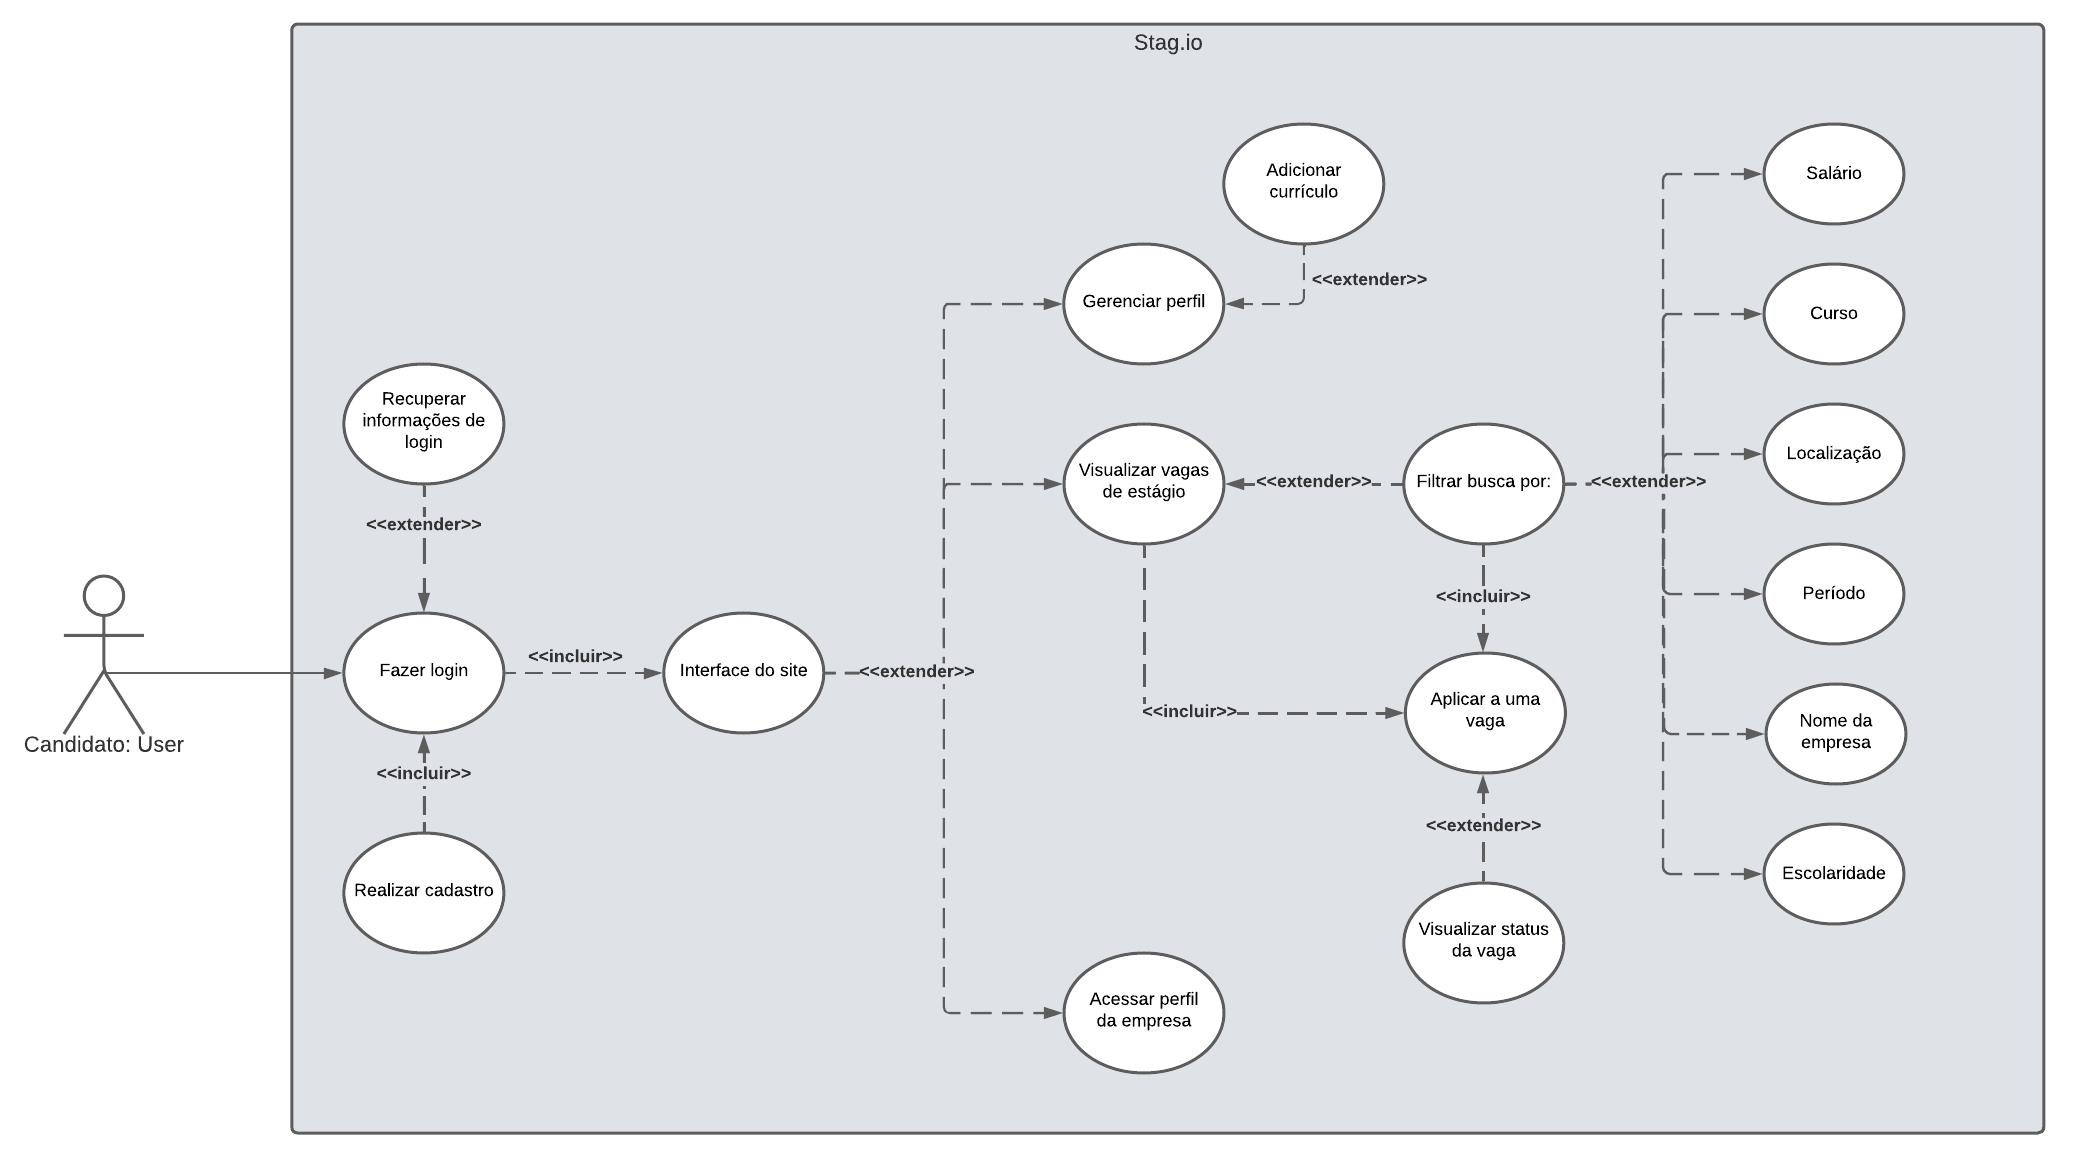 Stag.io
Candidato: User
Recuperar
informações de
login
<<extender>>
Fazer login
<<incluir>>
Realizar cadastro
<<incluir>>
Interface do site
<<extender>>
Adicionar
currículo
<<extender>>
Gerenciar perfil
Visualizar vagas
de estágio
<<extender>>
Filtrar busca por:
<<extender>>
<<incluir>>
<<incluir>>
Aplicar a uma
vaga
<<extender>>
Visualizar status
da vaga
Acessar perfil
da empresa
Salário
Curso
Localização
Período
Nome da
empresa
Escolaridade